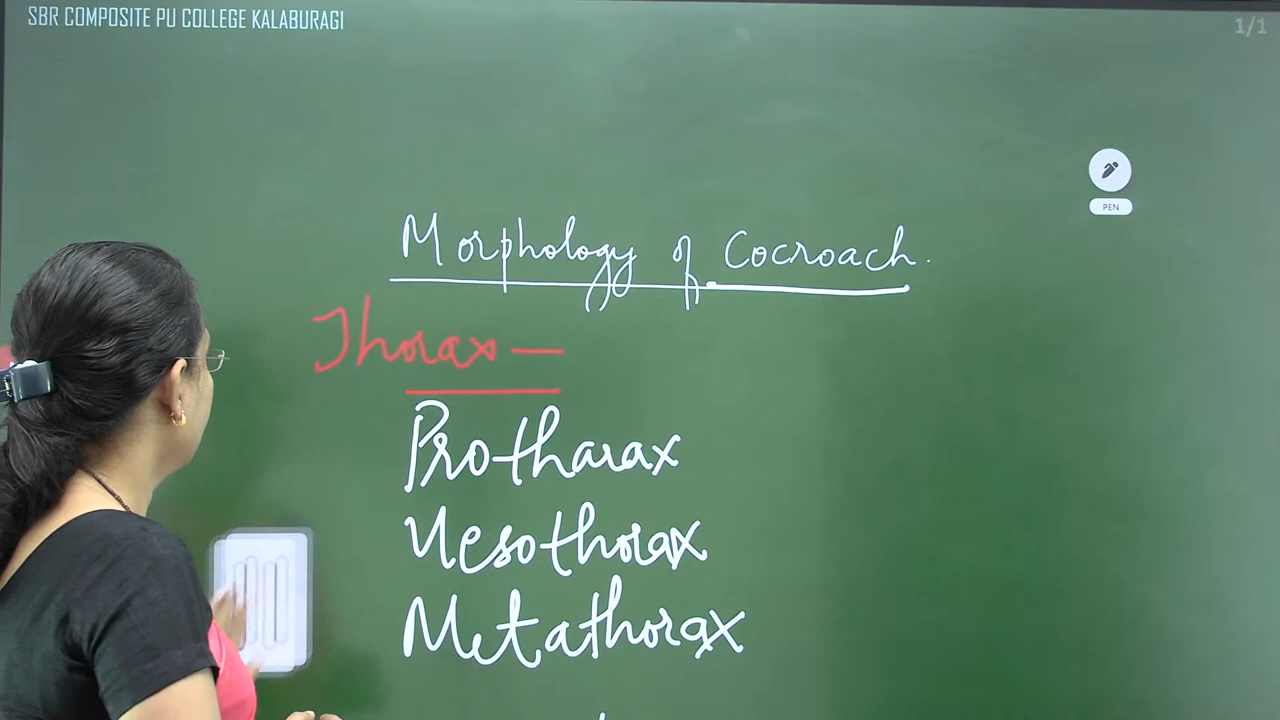 SBR COMPOSITE PU COLLEGE KALABURAGI
1/1
PEN
Morphology of Cocroach.
Thorax —
Protharax
Mesothorax
Metathorax